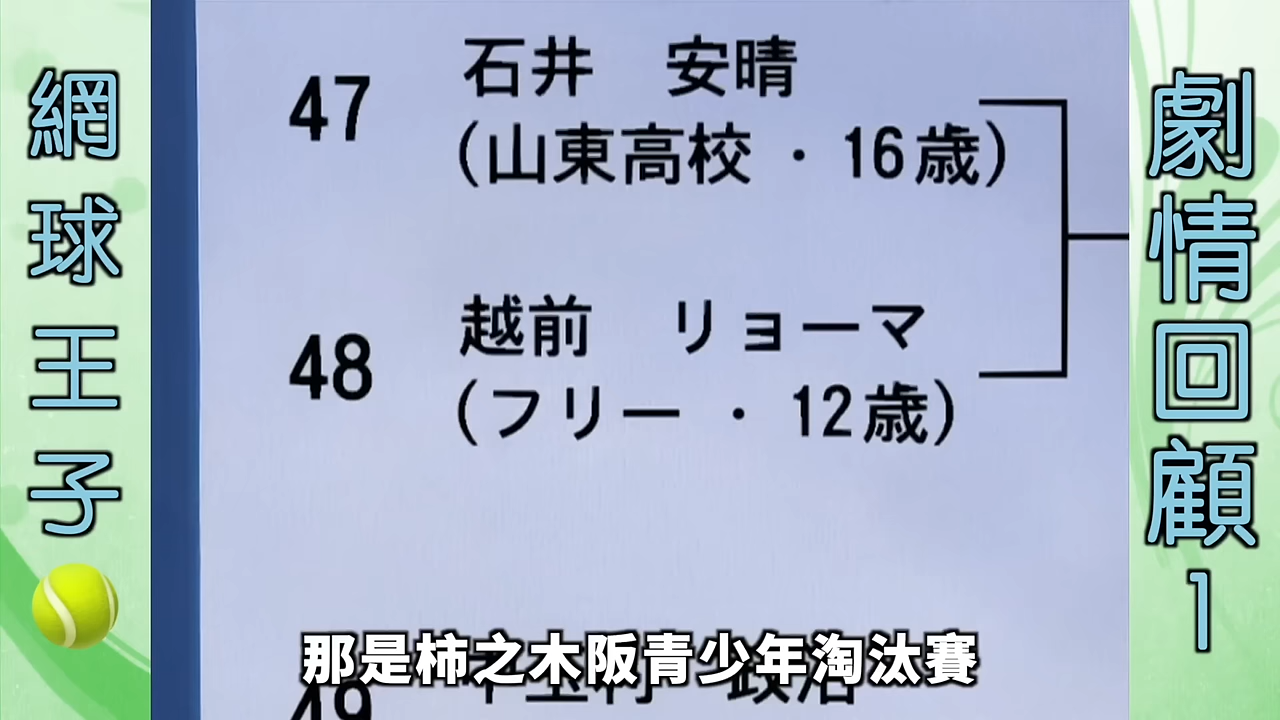 網球王子
47 石井 安晴
(山東高校 ・ 16歳)
48 越前 リョーマ
(フリー ・ 12歳)
49
那是柿之木阪青少年淘汰賽
劇情回顧1